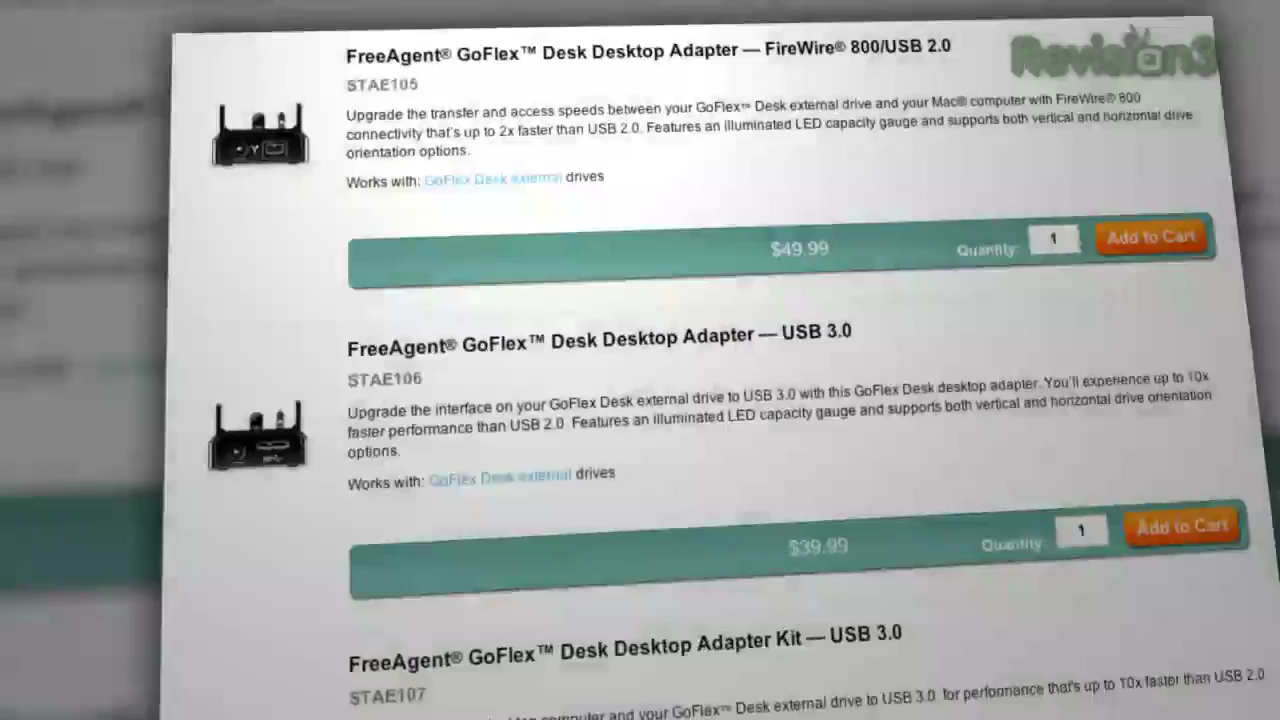 FreeAgent® GoFlex™ Desk Desktop Adapter — FireWire® 800/USB 2.0
Revision3
STAE105
Upgrade the transfer and access speeds between your GoFlex™ Desk external drive and your Mac® computer with FireWire® 800
connectivity that's up to 2x faster than USB 2.0. Features an illuminated LED capacity gauge and supports both vertical and horizontal drive
orientation options.
Works with: GoFlex Desk external drives
$49.99 Quantity: 1 Add to Cart
FreeAgent® GoFlex™ Desk Desktop Adapter — USB 3.0
STAE106
Upgrade the interface on your GoFlex Desk external drive to USB 3.0 with this GoFlex Desk desktop adapter. You'll experience up to 10x
faster performance than USB 2.0. Features an illuminated LED capacity gauge and supports both vertical and horizontal drive orientation
options.
Works with: GoFlex Desk external drives
$39.99 Quantity: 1 Add to Cart
FreeAgent® GoFlex™ Desk Desktop Adapter Kit — USB 3.0
STAE107
computer and your GoFlex™ Desk external drive to USB 3.0 for performance that's up to 10x faster than USB 2.0